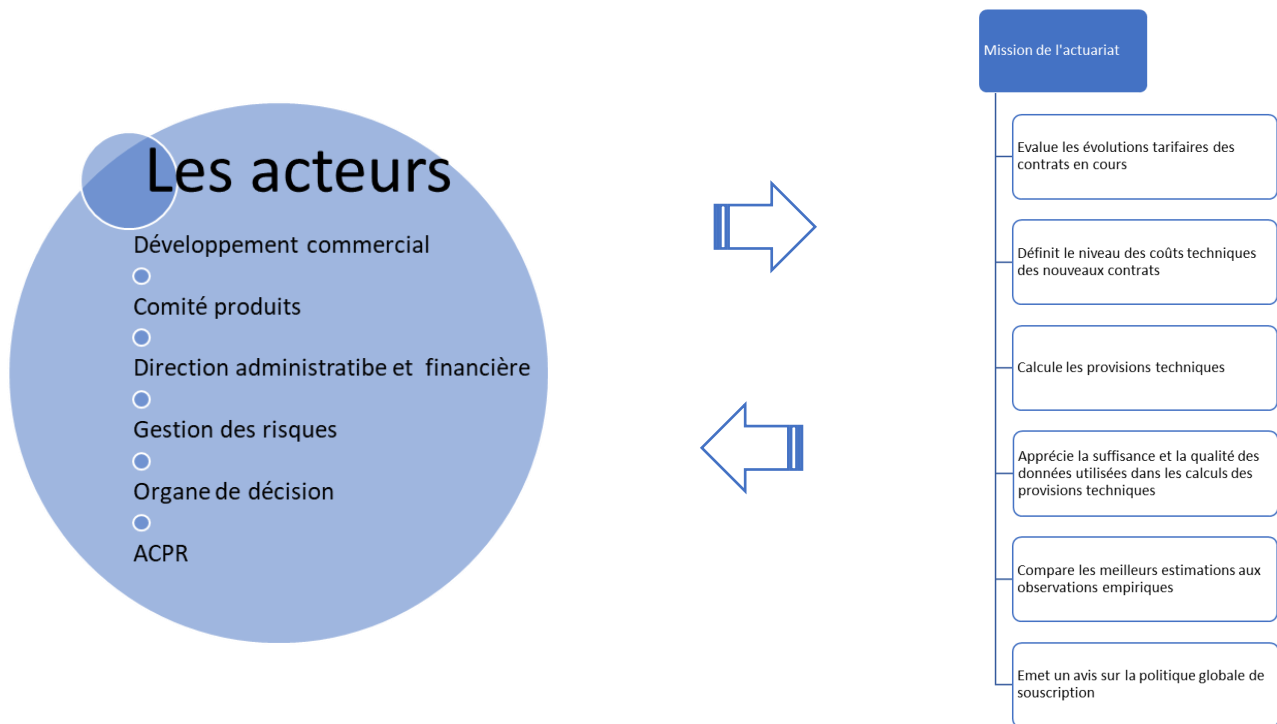 Les acteurs
Développement commercial
Comité produits
Direction administratibe et financière
Gestion des risques
Organe de décision
ACPR
Mission de l'actuariat
Evalue les évolutions tarifaires des
contrats en cours
Définit le niveau des coûts techniques
des nouveaux contrats
Calcule les provisions techniques
Apprécie la suffisance et la qualité des
données utilisées dans les calculs des
provisions techniques
Compare les meilleurs estimations aux
observations empiriques
Emet un avis sur la politique globale de
souscription